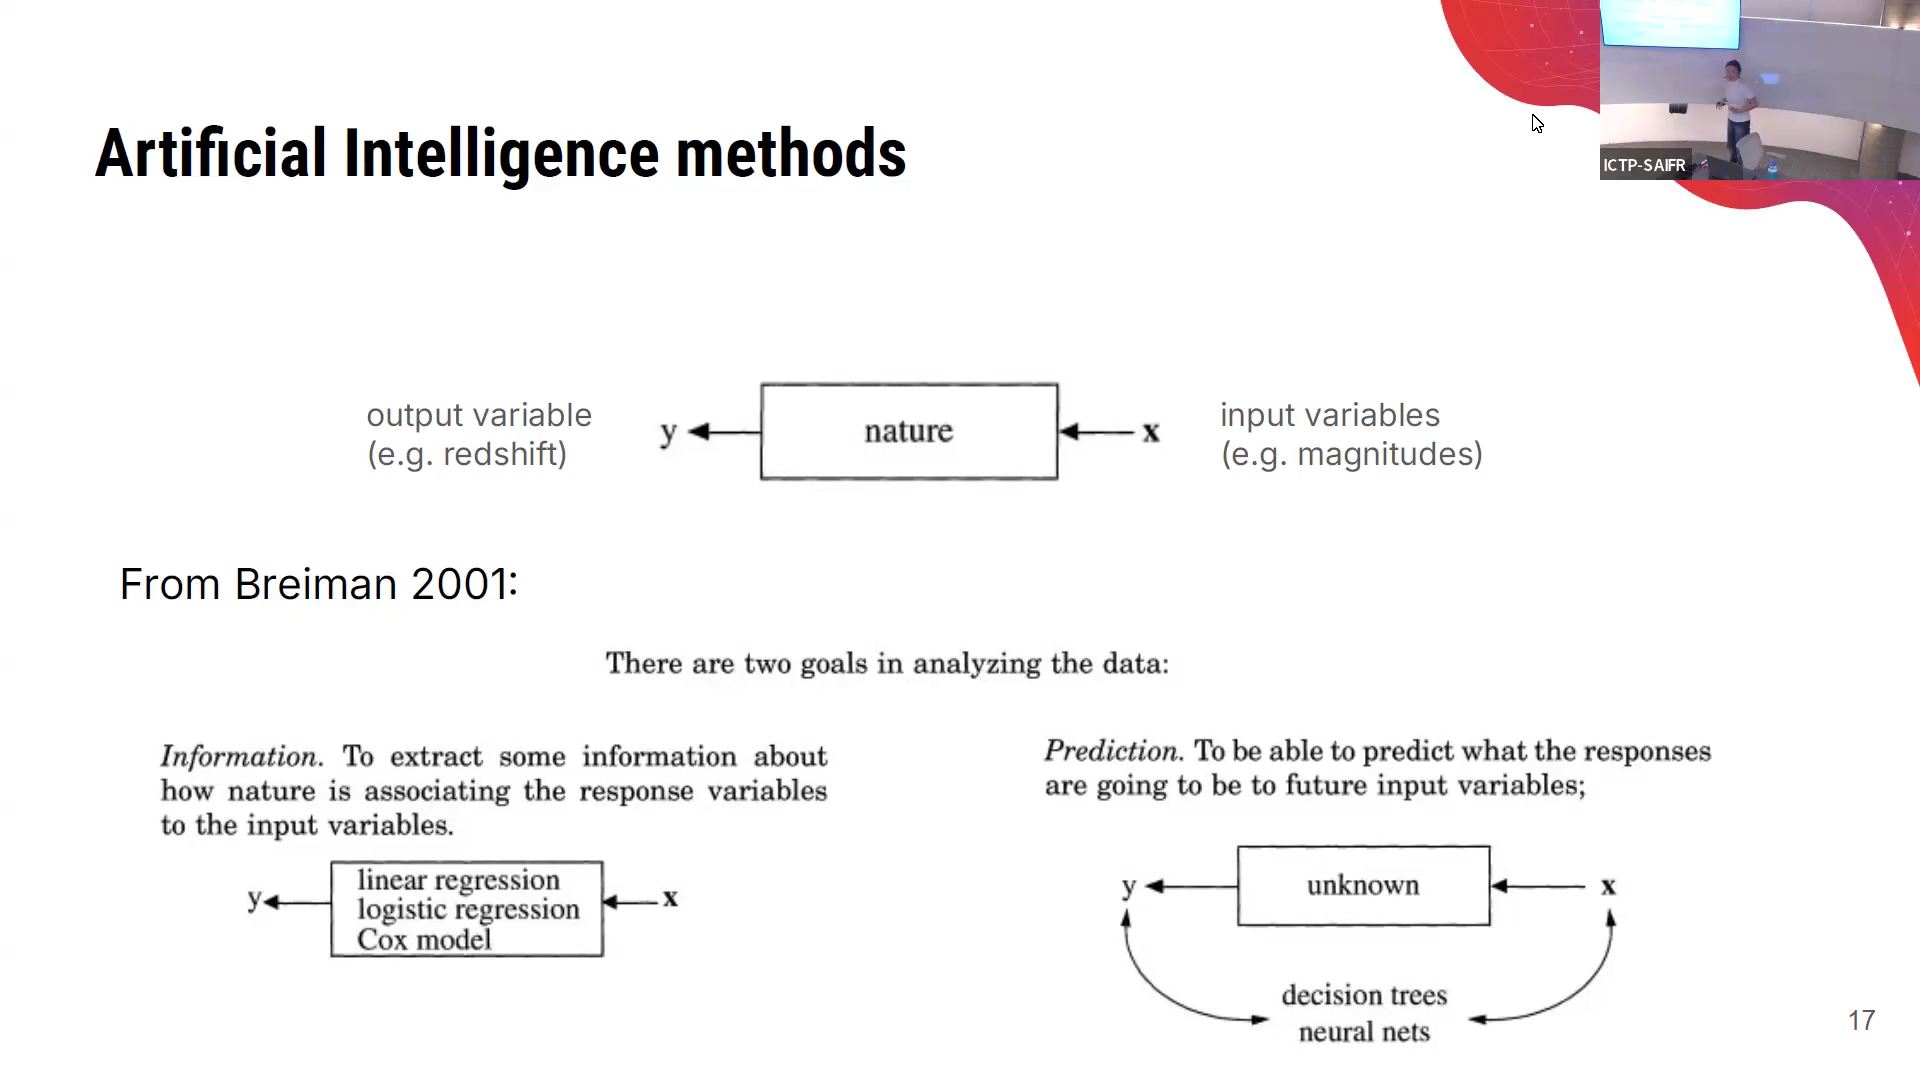 ICTP-SAIFR
Artificial Intelligence methods
output variable
(e.g. redshift)
y
nature
x
input variables
(e.g. magnitudes)
From Breiman 2001:
There are two goals in analyzing the data:
Information. To extract some information about
how nature is associating the response variables
to the input variables.
y
linear regression
logistic regression
Cox model
x
Prediction. To be able to predict what the responses
are going to be to future input variables;
y
unknown
x
decision trees
neural nets
17